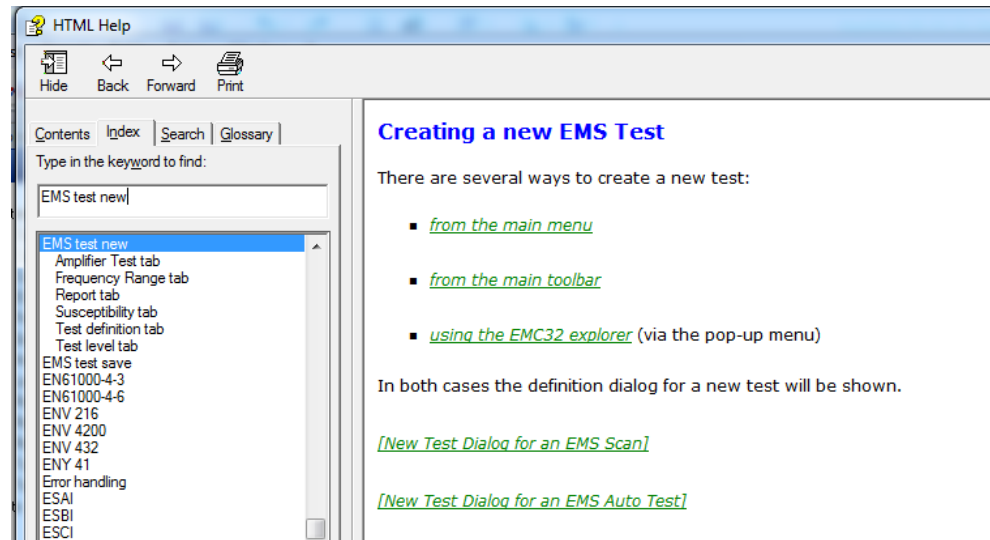 HTML Help
Hide Back Forward Print
Contents Index Search Glossary
Type in the keyword to find:
EMS test new
EMS test new
Amplifier Test tab
Frequency Range tab
Report tab
Susceptibility tab
Test definition tab
Test level tab
EMS test save
EN61000-4-3
EN61000-4-6
ENV 216
ENV 4200
ENV 432
ENY 41
Error handling
ESAI
ESBI
ESCI
Creating a new EMS Test
There are several ways to create a new test:
from the main menu
from the main toolbar
using the EMC32 explorer (via the pop-up menu)
In both cases the definition dialog for a new test will be shown.
[New Test Dialog for an EMS Scan]
[New Test Dialog for an EMS Auto Test]